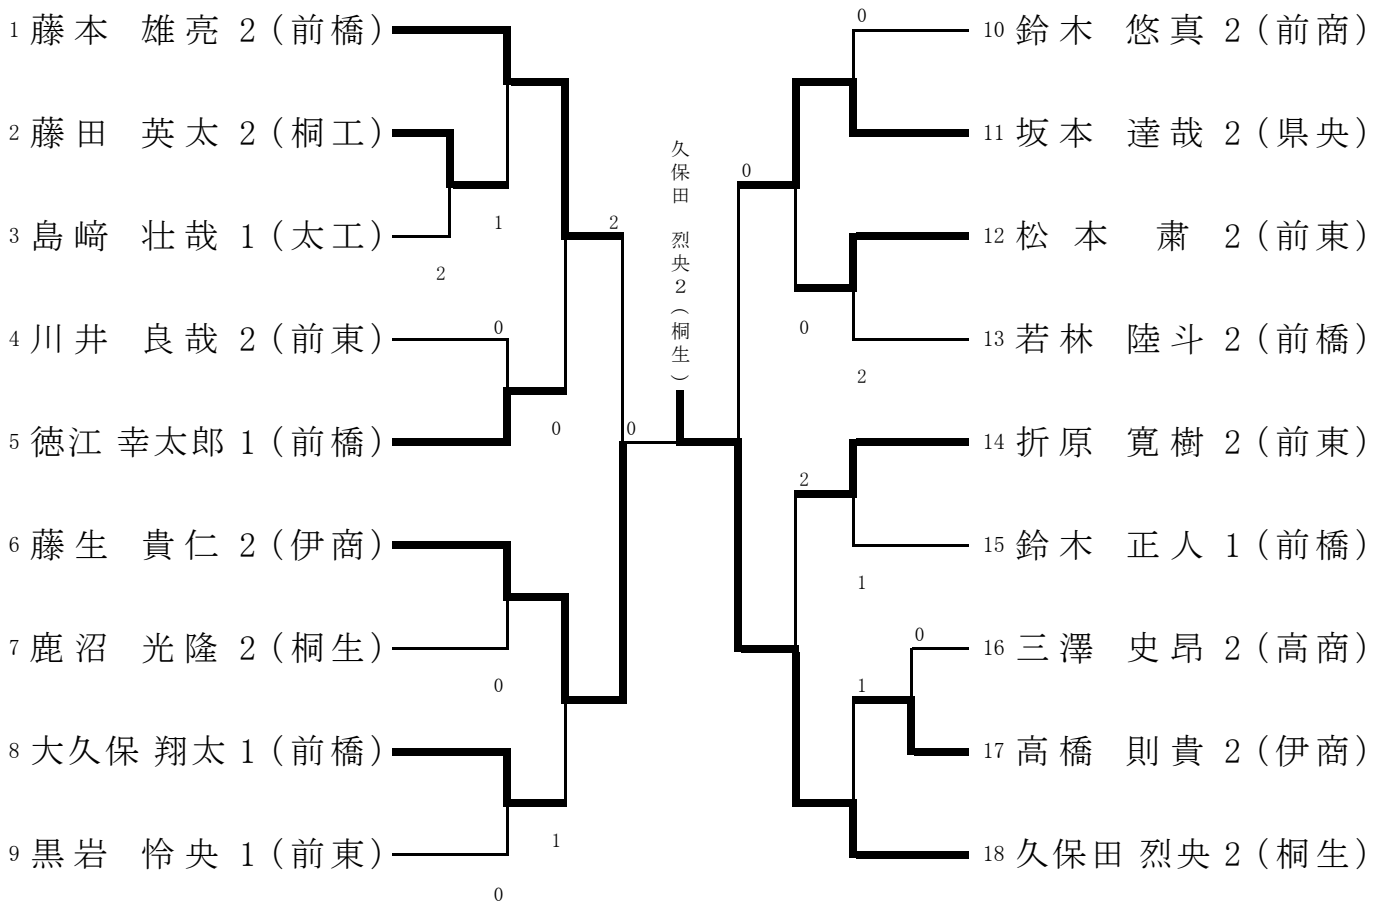 1 藤本 雄亮 2 (前橋)
2 藤田 英太 2 (桐工)
3 島﨑 壮哉 1 (太工)
4 川井 良哉 2 (前東)
5 徳江 幸太郎 1 (前橋)
6 藤生 貴仁 2 (伊商)
7 鹿沼 光隆 2 (桐生)
8 大久保 翔太 1 (前橋)
9 黒岩 怜央 1 (前東)
1
2
0
0
0
1
0
2
0
久保田 烈央2(桐生)
0
0
0
2
2
1
1
0
10 鈴木 悠真 2 (前商)
11 坂本 達哉 2 (県央)
12 松本 粛 2 (前東)
13 若林 陸斗 2 (前橋)
14 折原 寛樹 2 (前東)
15 鈴木 正人 1 (前橋)
16 三澤 史昂 2 (高商)
17 高橋 則貴 2 (伊商)
18 久保田 烈央 2 (桐生)